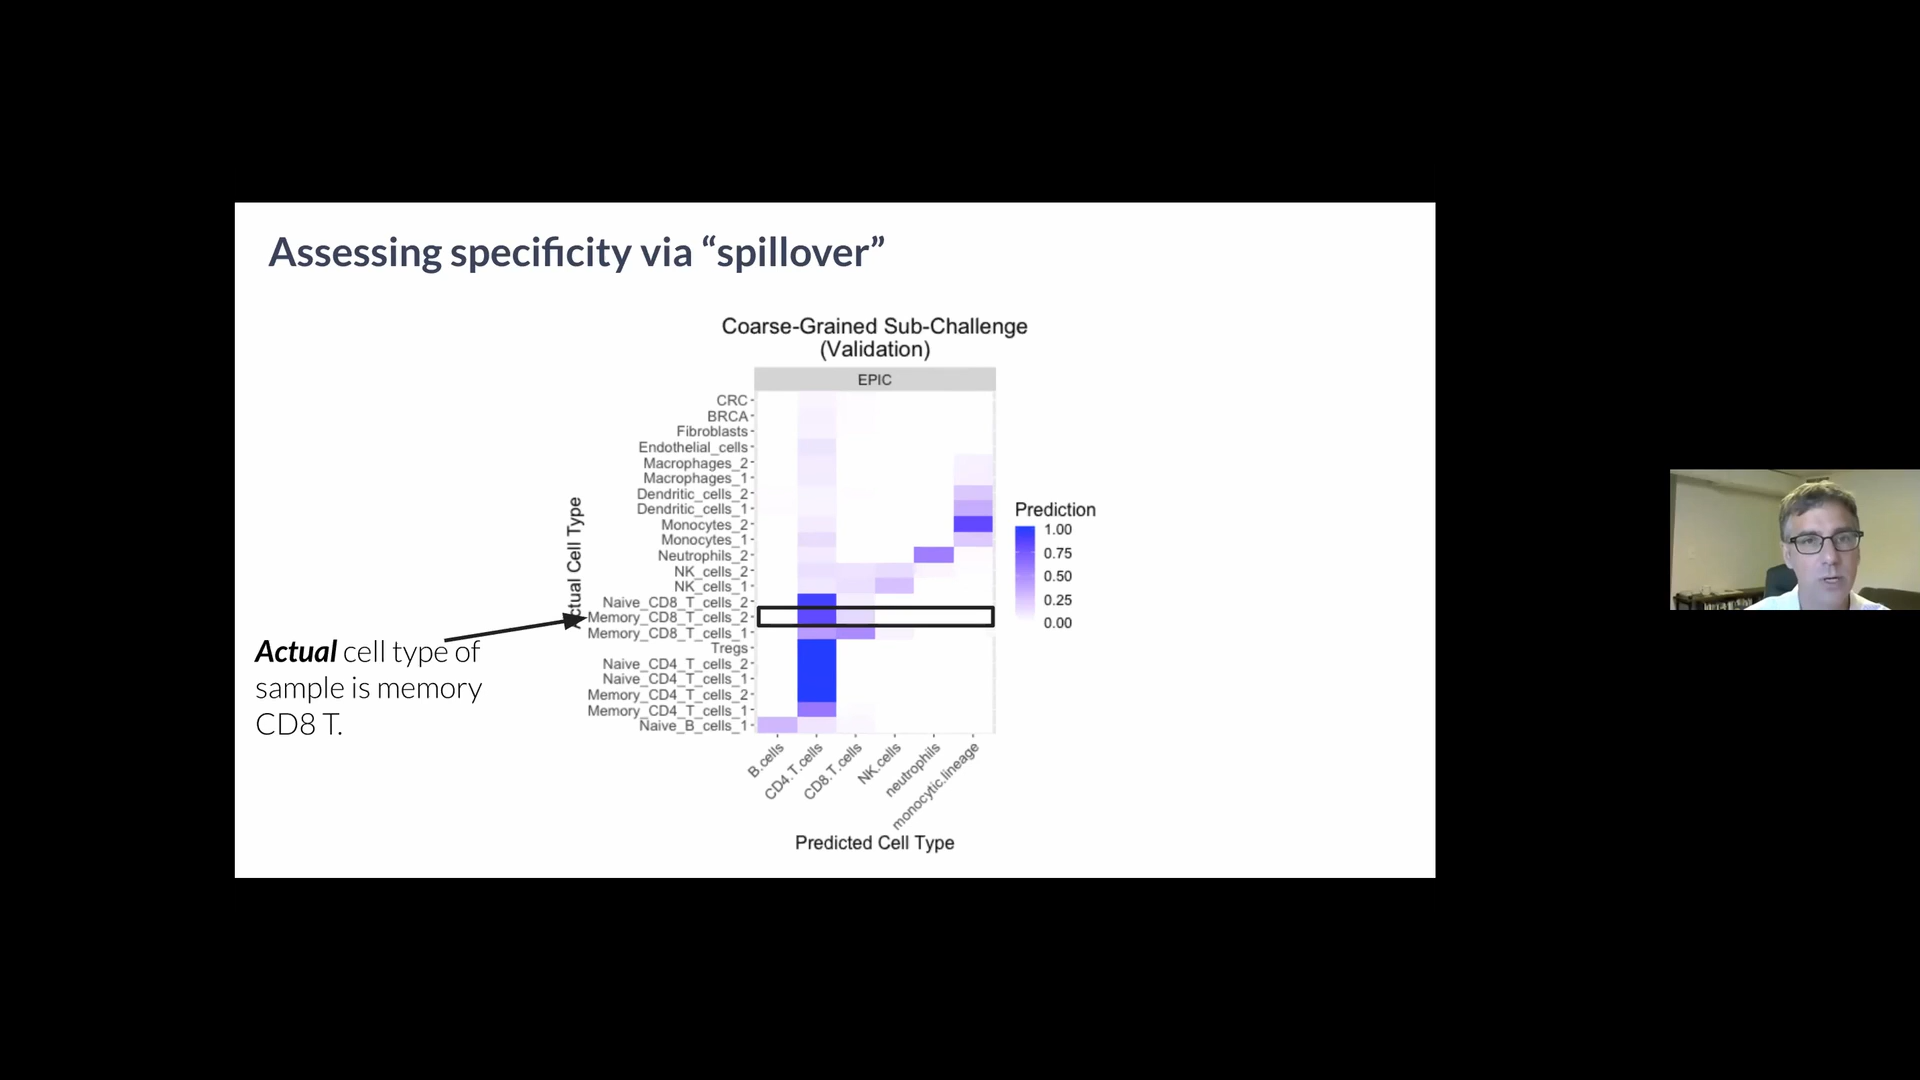 Assessing specificity via “spillover”
Coarse-Grained Sub-Challenge
(Validation)
EPIC
CRC
BRCA
Fibroblasts
Endothelial_cells
Macrophages_2
Macrophages_1
Dendritic_cells_2
Dendritic_cells_1
Monocytes_2
Monocytes_1
Neutrophils_2
NK_cells_2
NK_cells_1
Naive_CD8_T_cells_2
Memory_CD8_T_cells_2
Memory_CD8_T_cells_1
Tregs
Naive_CD4_T_cells_2
Naive_CD4_T_cells_1
Memory_CD4_T_cells_2
Memory_CD4_T_cells_1
Naive_B_cells_1
Actual Cell Type
B.cells
CD4.T.cells
CD8.T.cells
NK.cells
neutrophils
monocytic.lineage
Predicted Cell Type
Prediction
1.00
0.75
0.50
0.25
0.00
Actual cell type of
sample is memory
CD8 T.